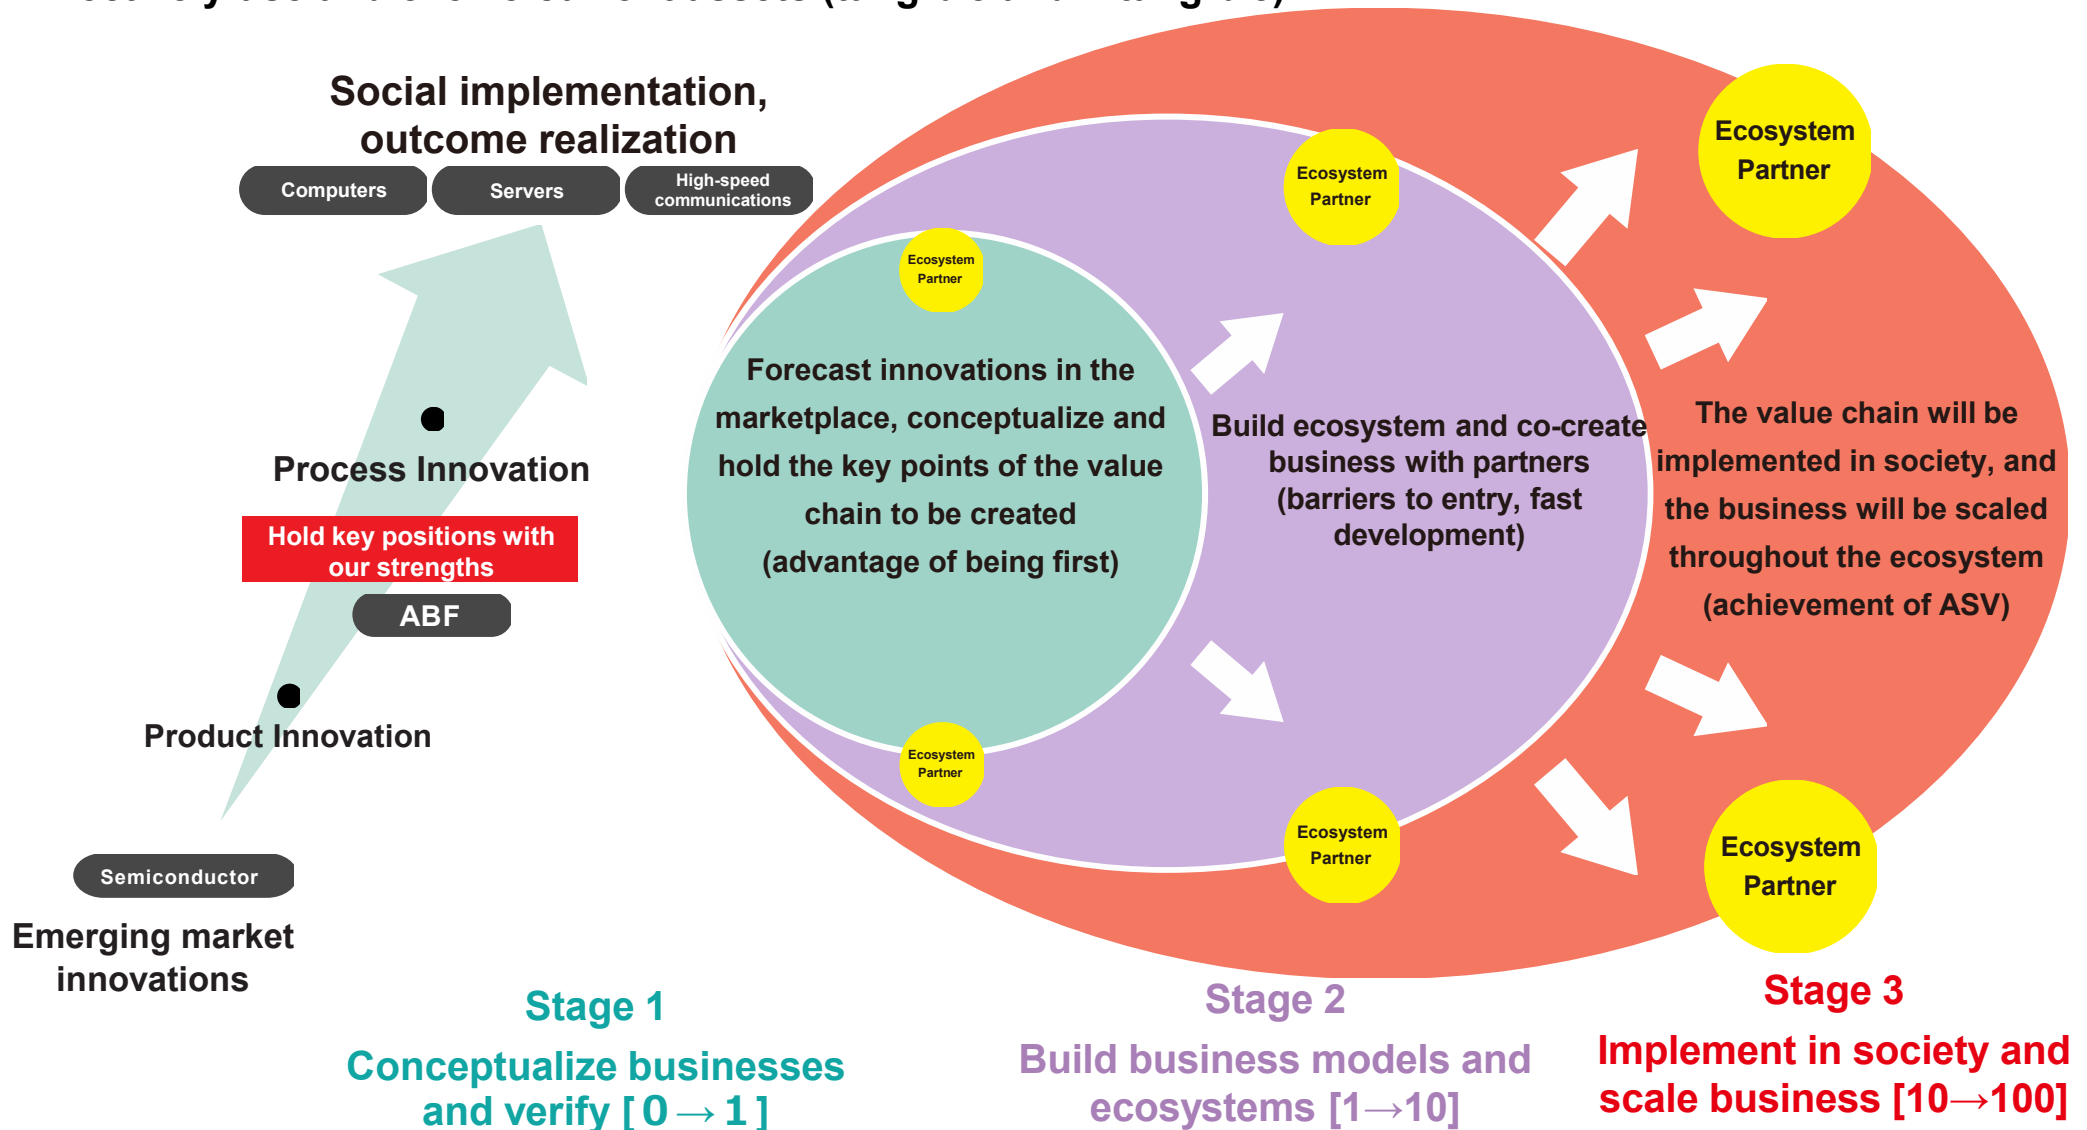 Social implementation,
outcome realization
Computers
Servers
High-speed
communications
Process Innovation
Hold key positions with
our strengths
ABF
Product Innovation
Semiconductor
Emerging market
innovations
Ecosystem
Partner
Forecast innovations in the
marketplace, conceptualize and
hold the key points of the value
chain to be created
(advantage of being first)
Ecosystem
Partner
Ecosystem
Partner
Build ecosystem and co-create
business with partners
(barriers to entry, fast
development)
Ecosystem
Partner
Ecosystem
Partner
The value chain will be
implemented in society, and
the business will be scaled
throughout the ecosystem
(achievement of ASV)
Ecosystem
Partner
Stage 1
Conceptualize businesses
and verify [0→1]
Stage 2
Build business models and
ecosystems [1→10]
Stage 3
Implement in society and
scale business [10→100]